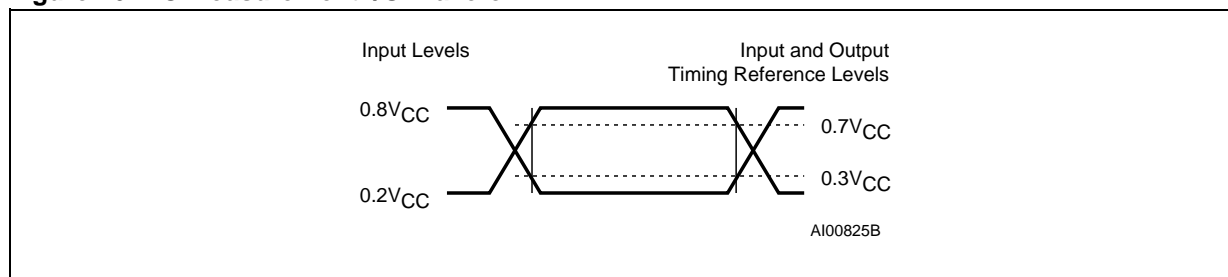 Input Levels
Input and Output
Timing Reference Levels
0.8VCC
0.7VCC
0.3VCC
0.2VCC
AI00825B